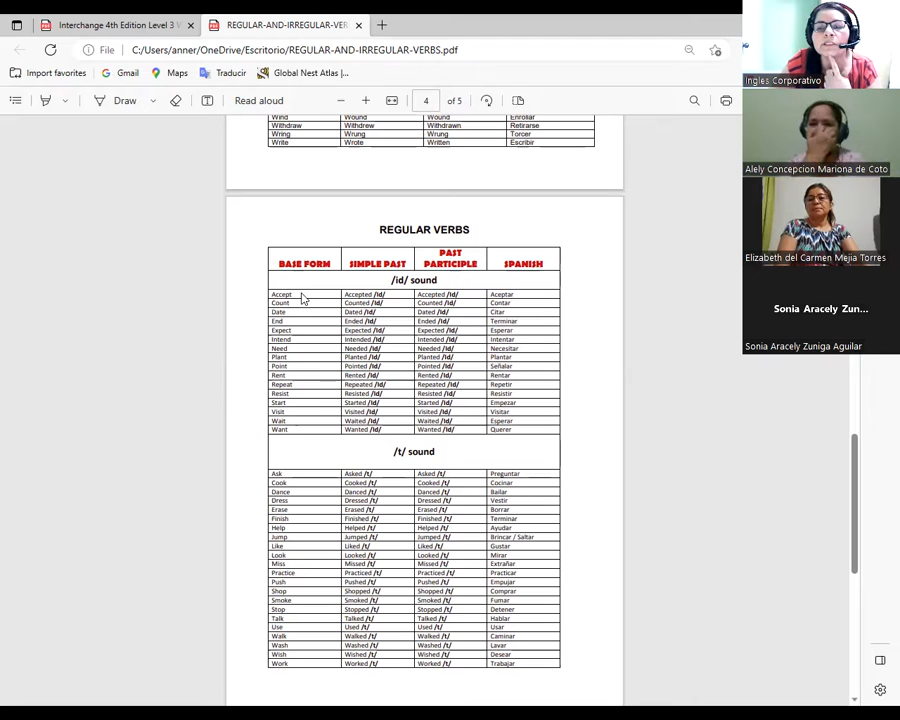 Interchange 4th Edition Level 3
REGULAR-AND-IRREGULAR-VER
File C:/Users/anner/OneDrive/Escritorio/REGULAR-AND-IRREGULAR-VERBS.pdf
Import favorites Gmail Maps Traducir Global Nest Atlas |...
Draw Read aloud 4 of 5
Wind Wound Wound Enrollar
Withdraw Withdrew Withdrawn Retirarse
Wring Wrung Wrung Torcer
Write Wrote Written Escribir
REGULAR VERBS
BASE FORM SIMPLE PAST PAST PARTICIPLE SPANISH
/id/ sound
Accept Accepted /id/ Accepted /id/ Aceptar
Count Counted /id/ Counted /id/ Contar
Date Dated /id/ Dated /id/ Citar
End Ended /id/ Ended /id/ Terminar
Expect Expected /id/ Expected /id/ Esperar
Intend Intended /id/ Intended /id/ Intentar
Need Needed /id/ Needed /id/ Necesitar
Plant Planted /id/ Planted /id/ Plantar
Point Pointed /id/ Pointed /id/ Señalar
Rent Rented /id/ Rented /id/ Rentar
Repeat Repeated /id/ Repeated /id/ Repetir
Resist Resisted /id/ Resisted /id/ Resistir
Start Started /id/ Started /id/ Empezar
Visit Visited /id/ Visited /id/ Visitar
Wait Waited /id/ Waited /id/ Esperar
Want Wanted /id/ Wanted /id/ Querer
/t/ sound
Ask Asked /t/ Asked /t/ Preguntar
Cook Cooked /t/ Cooked /t/ Cocinar
Dance Danced /t/ Danced /t/ Bailar
Dress Dressed /t/ Dressed /t/ Vestir
Erase Erased /t/ Erased /t/ Borrar
Finish Finished /t/ Finished /t/ Terminar
Help Helped /t/ Helped /t/ Ayudar
Jump Jumped /t/ Jumped /t/ Brincar / Saltar
Like Liked /t/ Liked /t/ Gustar
Look Looked /t/ Looked /t/ Mirar
Miss Missed /t/ Missed /t/ Extrañar
Practice Practiced /t/ Practiced /t/ Practicar
Push Pushed /t/ Pushed /t/ Empujar
Shop Shopped /t/ Shopped /t/ Comprar
Smoke Smoked /t/ Smoked /t/ Fumar
Stop Stopped /t/ Stopped /t/ Detener
Talk Talked /t/ Talked /t/ Hablar
Use Used /t/ Used /t/ Usar
Walk Walked /t/ Walked /t/ Caminar
Wash Washed /t/ Washed /t/ Lavar
Wish Wished /t/ Wished /t/ Desear
Work Worked /t/ Worked /t/ Trabajar
Ingles Corporativo
Alely Concepcion Mariona de Coto
Elizabeth del Carmen Mejia Torres
Sonia Aracely Zun...
Sonia Aracely Zuniga Aguilar